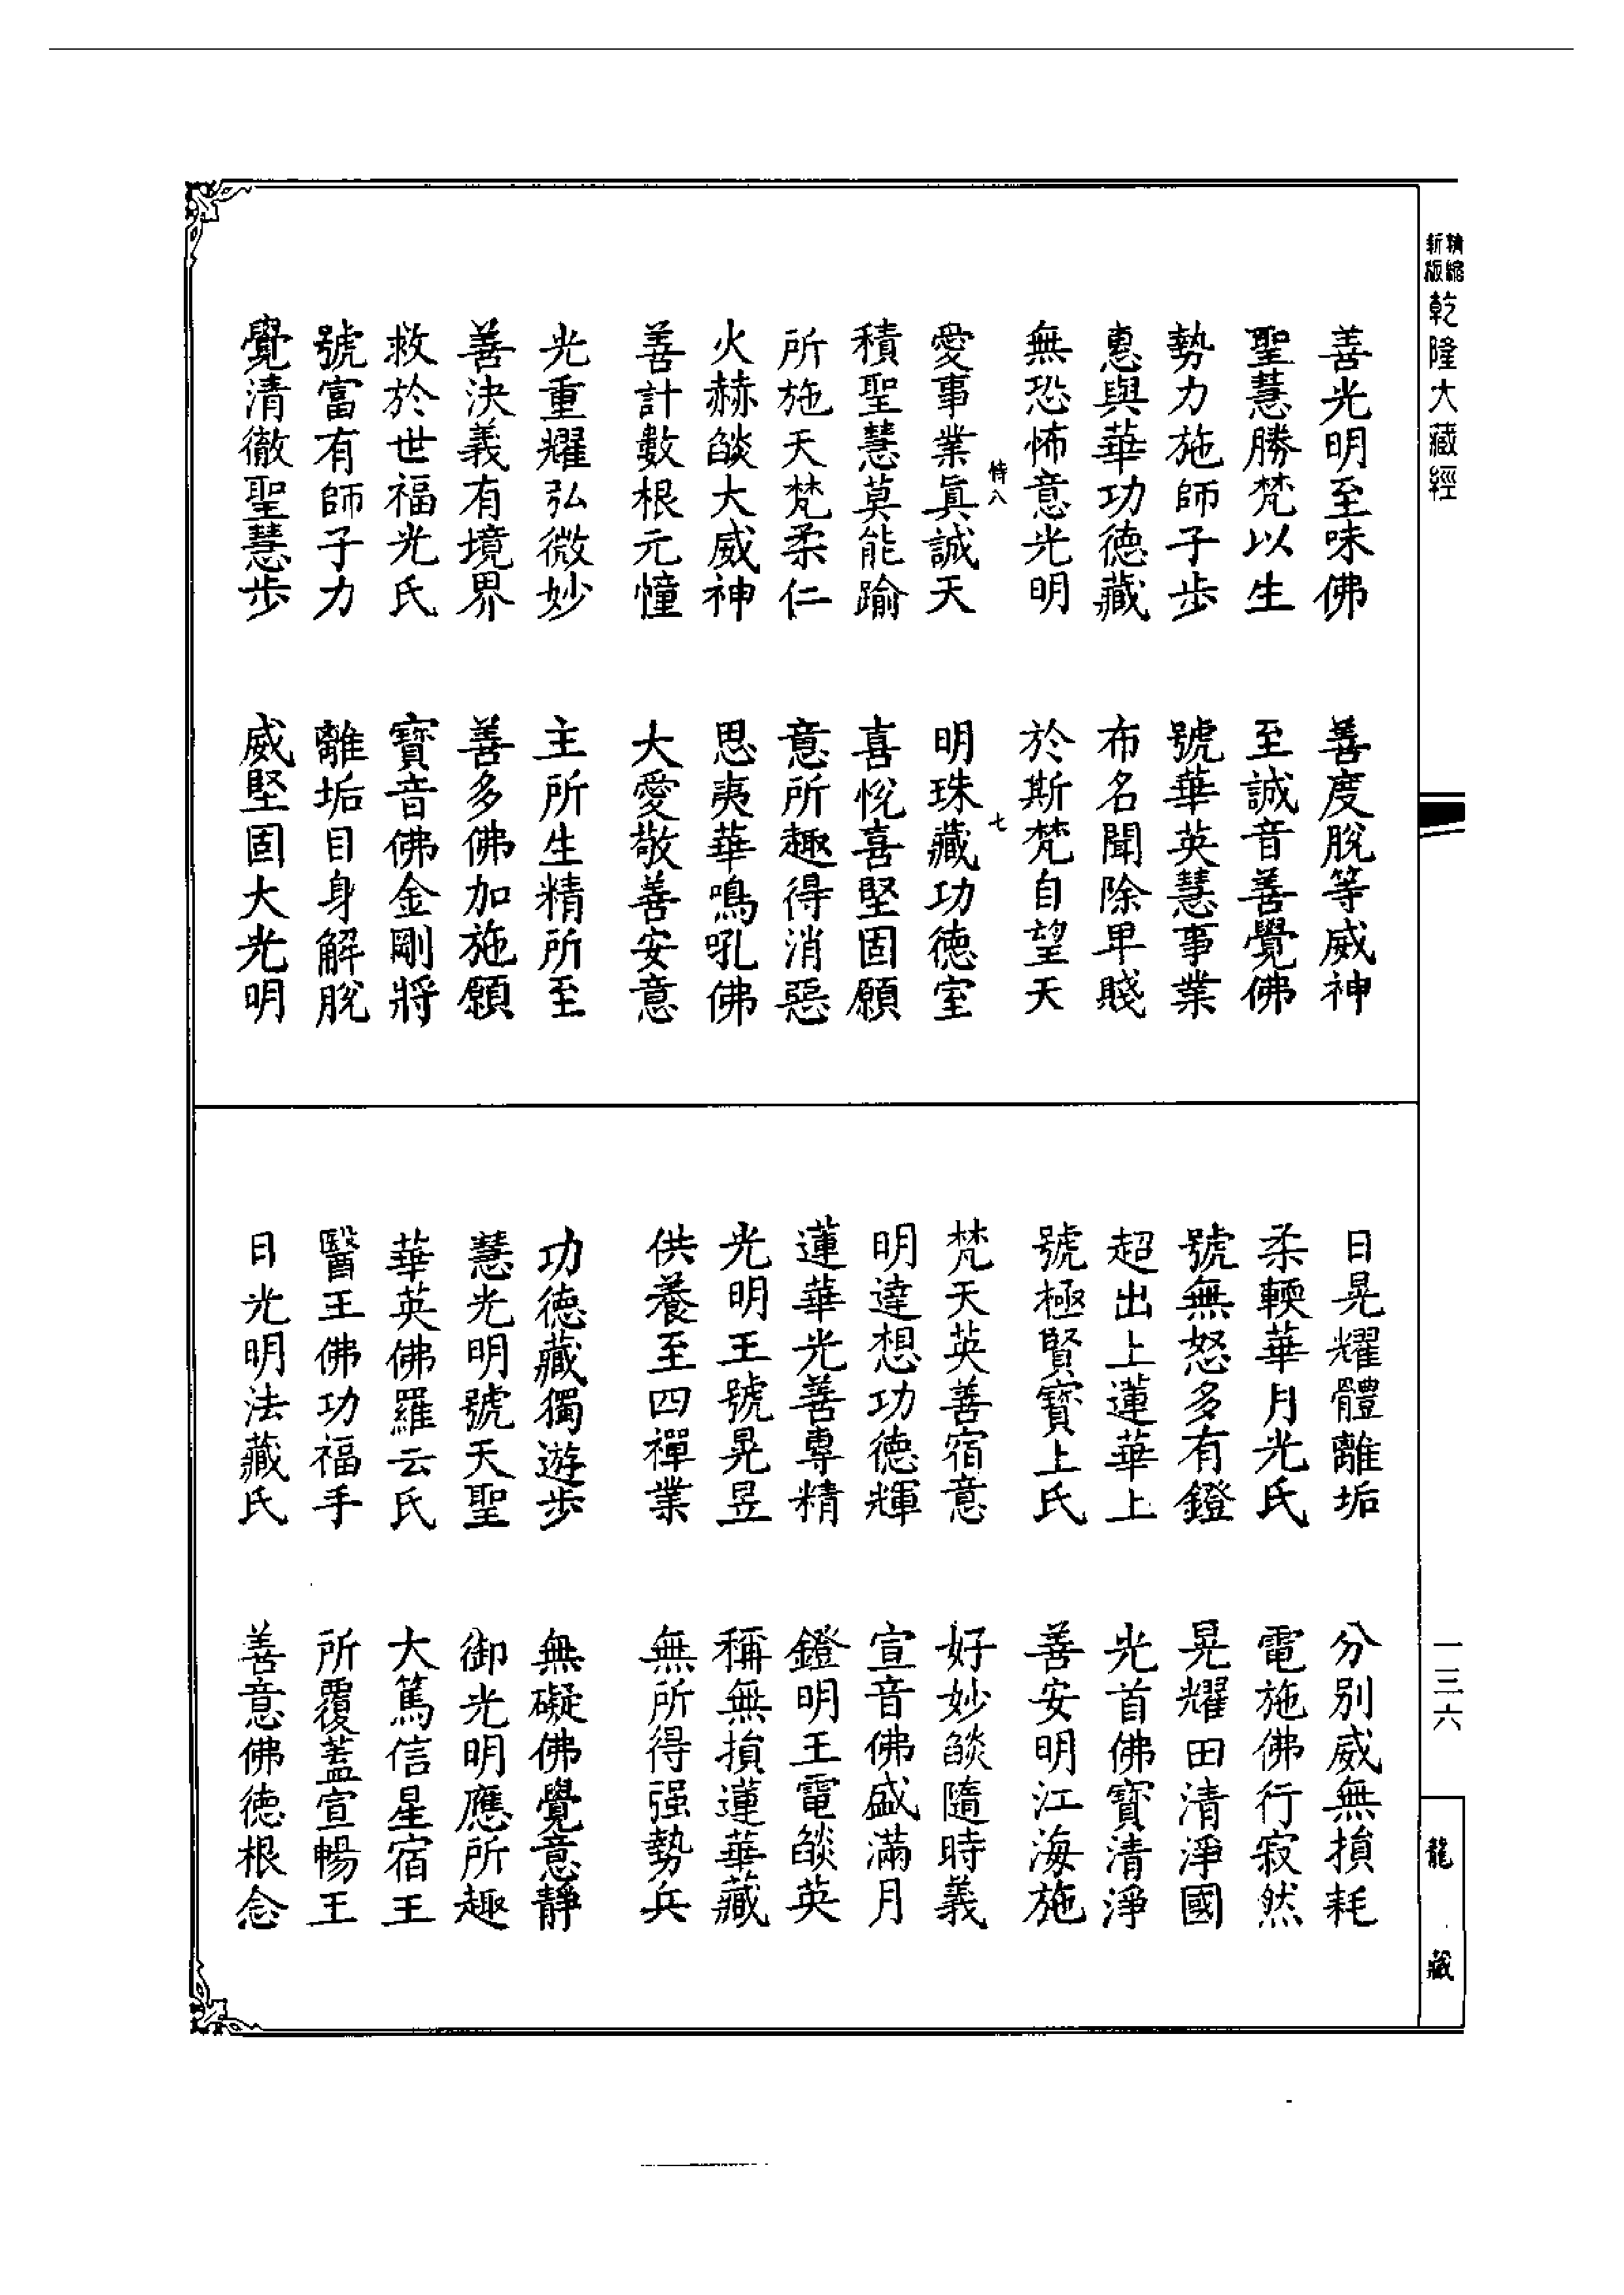 精縮新版乾隆大藏經
善光明至味佛　善度脫等威神
聖慧勝梵以生　至誠音善覺佛
勢力施師子步　號華英慧事業
惠與華功德藏　布名聞除卑賤
無恐怖意光明　於斯梵自望天
恃八　七
愛事業眞誠天　明珠藏功德室
積聖慧莫能踰　喜悅喜堅固願
所施天梵柔仁　意所趣得消惡
火赫燄大威神　思夷華鳴吼佛
善計數根元憧　大愛敬善安意
光重耀弘微妙　主所生精所至
善決義有境界　善多佛加施願
救於世福光氏　寶音佛金剛將
號富有師子力　離垢目身解脫
覺清徹聖慧步　威堅固大光明
日晃耀體離垢　分別威無損耗
柔輭華月光氏　電施佛行寂然
號無怒多有鐙　晃耀田清淨國
超出上蓮華上　光首佛寶清淨
號極賢寶上氏　善安明江海施
梵天英善宿意　好妙燄隨時義
明達想功德輝　宣音佛盛滿月
蓮華光善專精　鐙明王電燄英
光明王號晃昱　稱無損蓮華藏
供養至四禪業　無所得强勢兵
功德藏獨遊步　無礙佛覺意靜
慧光明號天聖　御光明應所趣
華英佛羅云氏　大篤信星宿王
醫王佛功福手　所覆蓋宣暢王
日光明法藏氏　善意佛德根念
一三六
龍藏